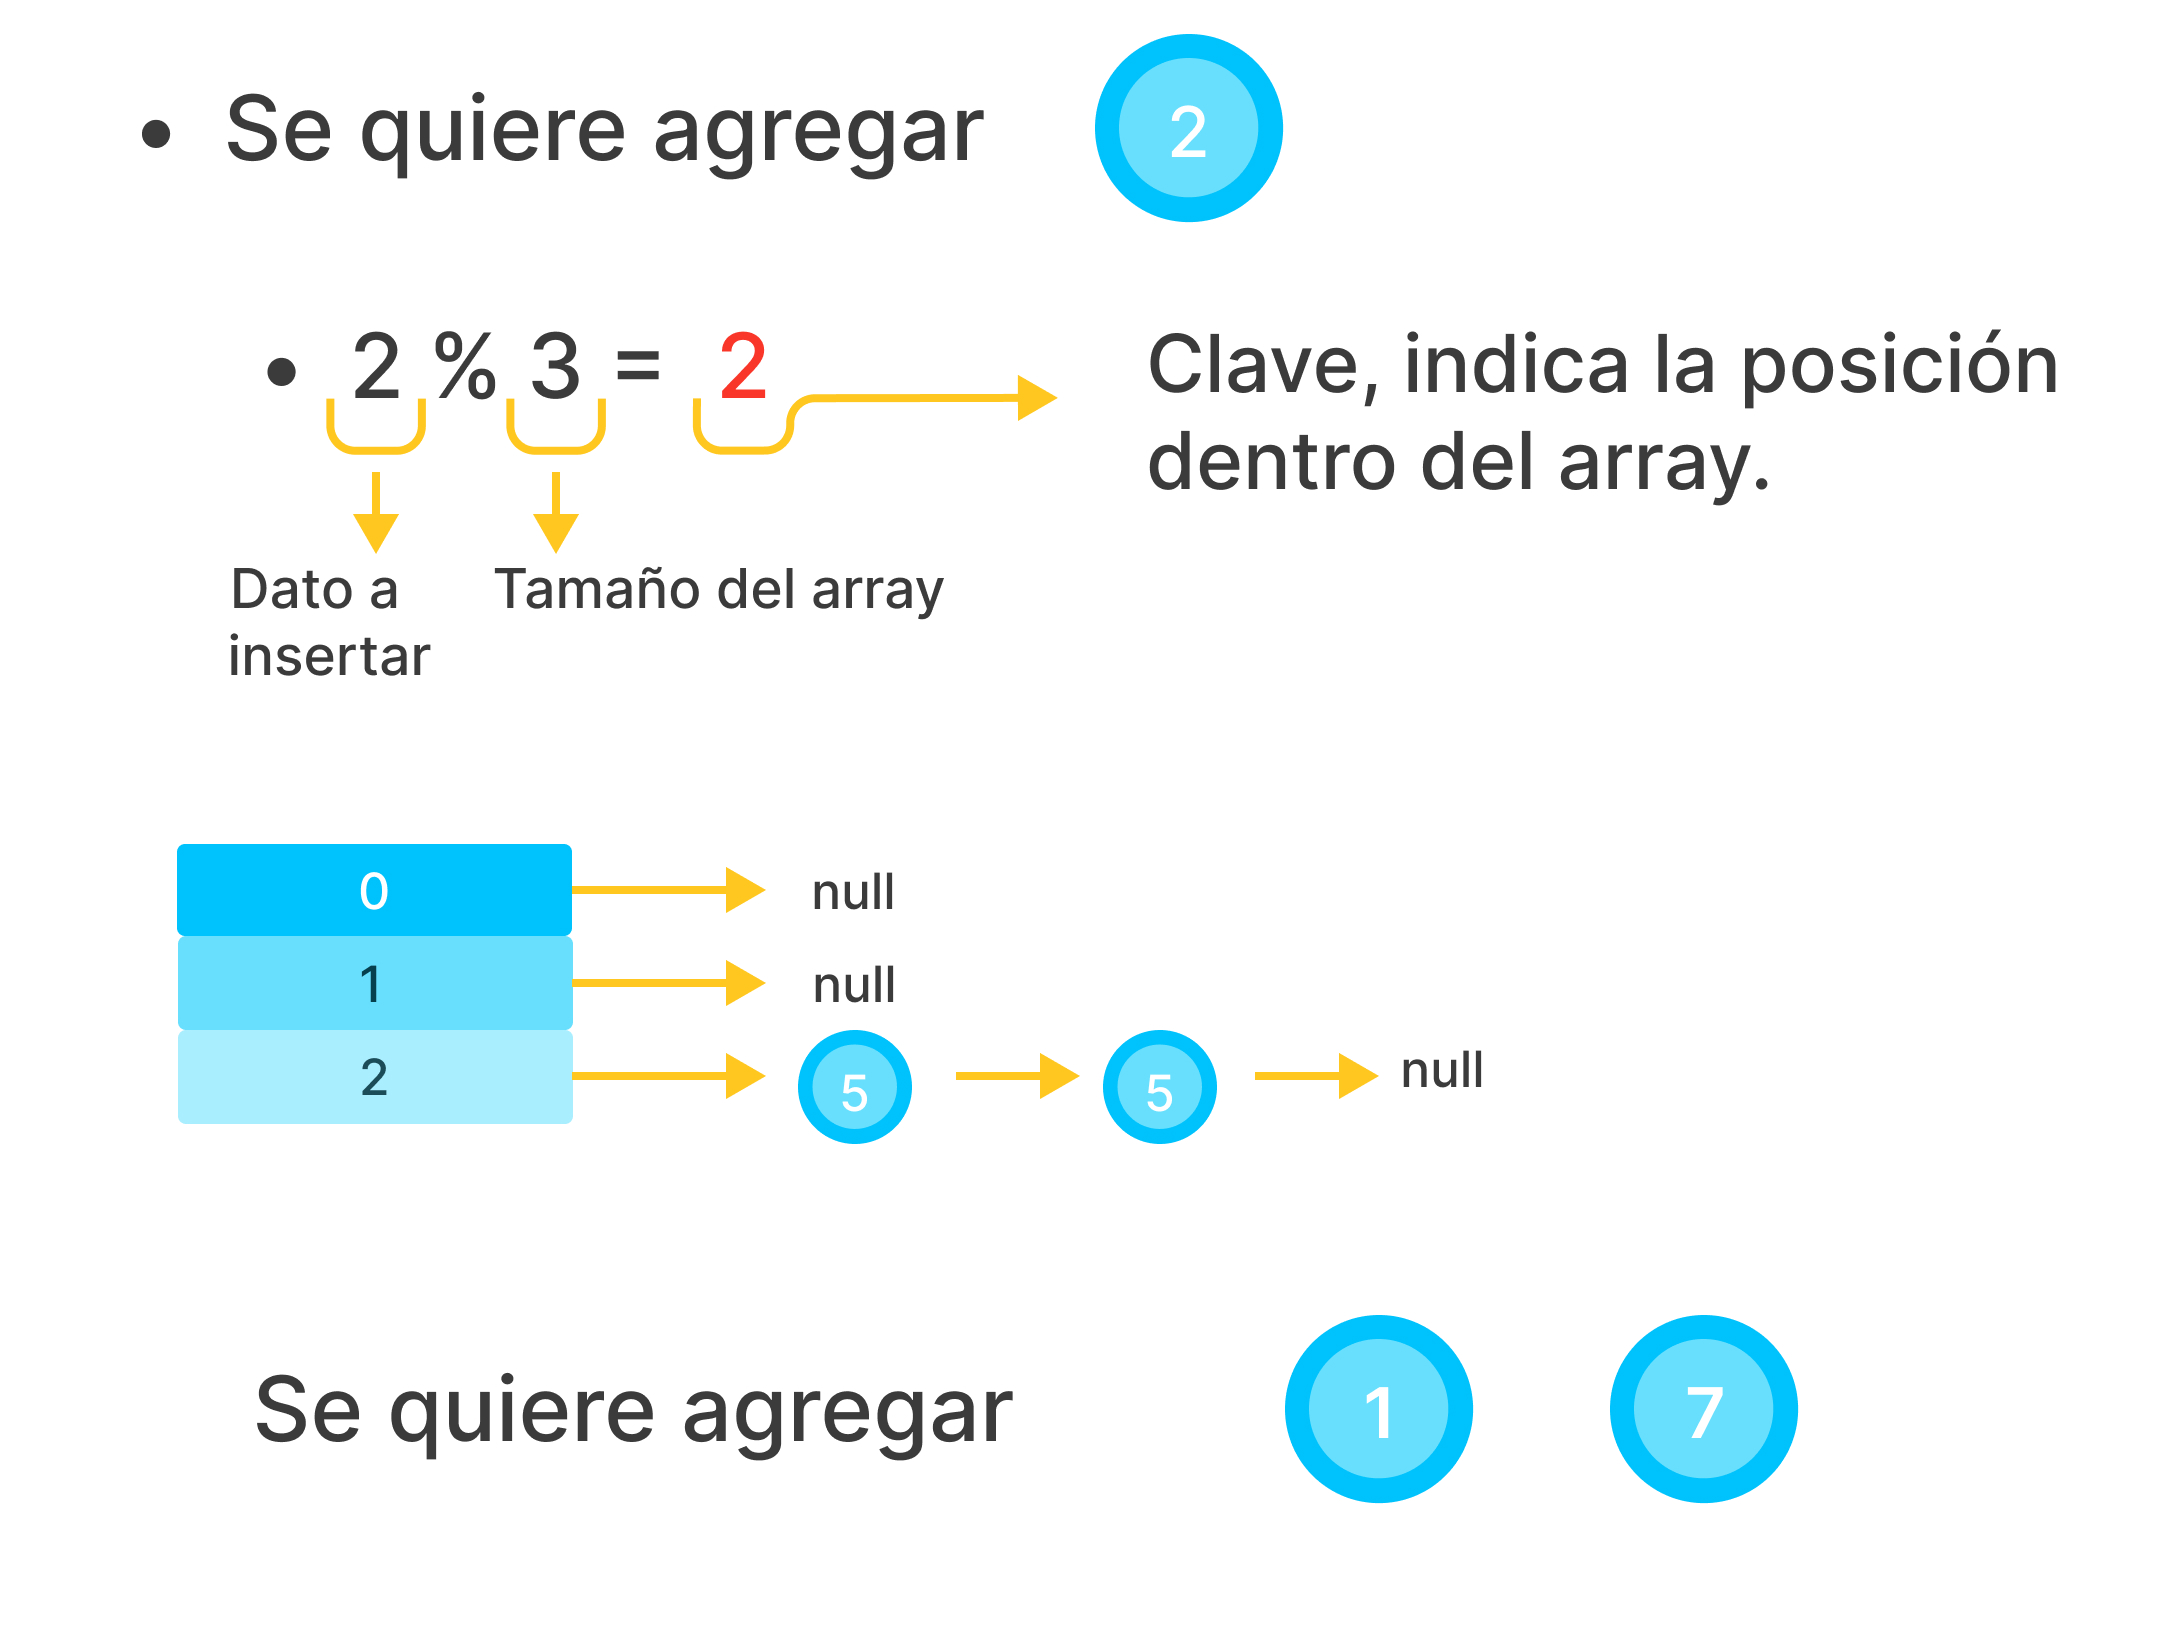 • Se quiere agregar 2
• 2 % 3 = 2
Clave, indica la posición
dentro del array.
Dato a
insertar
Tamaño del array
0 null
1 null
2 5 5 null
Se quiere agregar 1 7